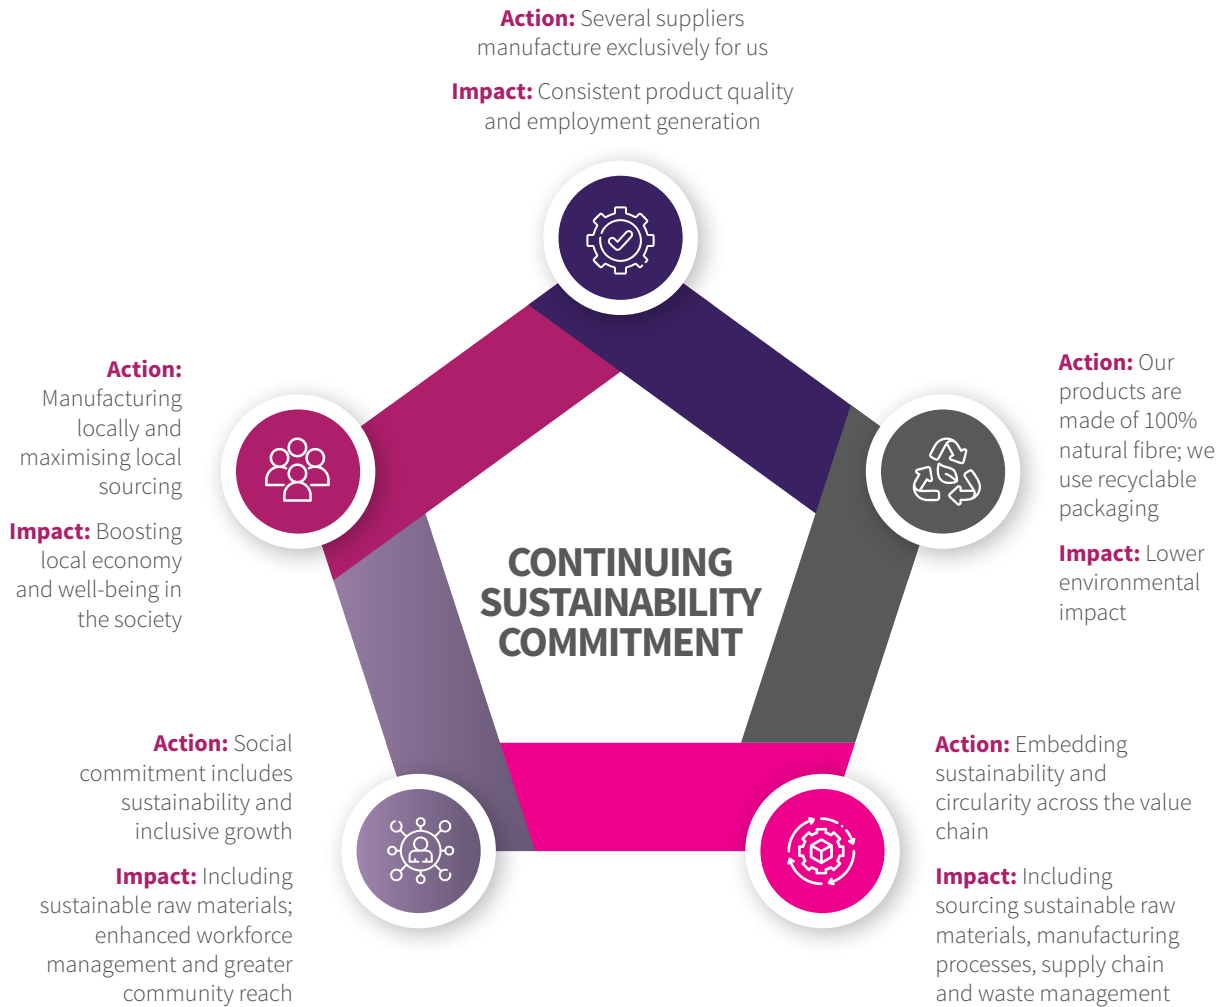 Action: Several suppliers
manufacture exclusively for us
Impact: Consistent product quality
and employment generation
Action:
Manufacturing
locally and
maximising local
sourcing
Impact: Boosting
local economy
and well-being in
the society
Action: Our
products are
made of 100%
natural fibre; we
use recyclable
packaging
Impact: Lower
environmental
impact
CONTINUING
SUSTAINABILITY
COMMITMENT
Action: Social
commitment includes
sustainability and
inclusive growth
Impact: Including
sustainable raw materials;
enhanced workforce
management and greater
community reach
Action: Embedding
sustainability and
circularity across the value
chain
Impact: Including
sourcing sustainable raw
materials, manufacturing
processes, supply chain
and waste management